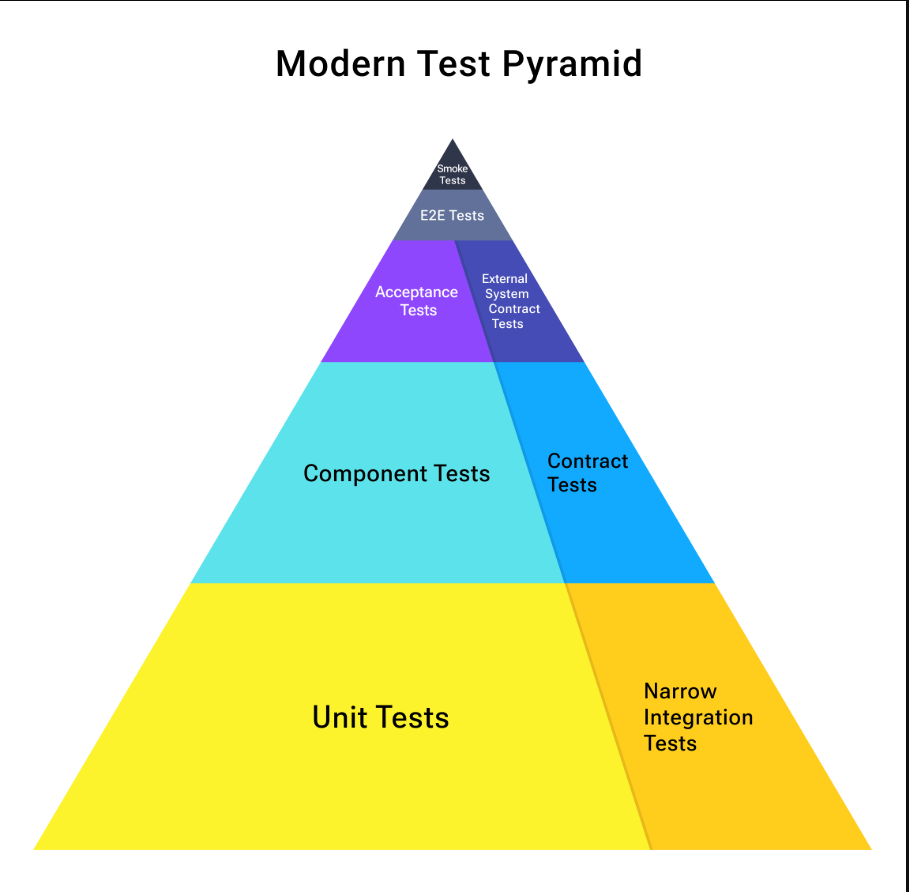 Modern Test Pyramid
Smoke
Tests
E2E Tests
Acceptance
Tests
External
System
Contract
Tests
Component Tests
Contract
Tests
Unit Tests
Narrow
Integration
Tests